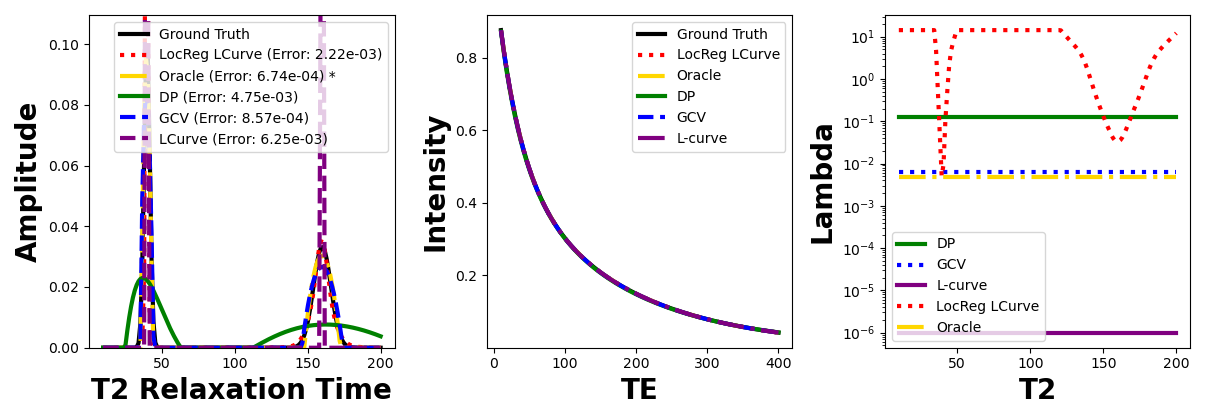 Amplitude
0.10
0.08
0.06
0.04
0.02
0.00
Ground Truth
LocReg LCurve (Error: 2.22e-03)
Oracle (Error: 6.74e-04) *
DP (Error: 4.75e-03)
GCV (Error: 8.57e-04)
LCurve (Error: 6.25e-03)
50 100 150 200
T2 Relaxation Time
Intensity
0.8
0.6
0.4
0.2
Ground Truth
LocReg LCurve
Oracle
DP
GCV
L-curve
0 100 200 300 400
TE
Lambda
10¹
10⁰
10⁻¹
10⁻²
10⁻³
10⁻⁴
10⁻⁵
10⁻⁶
DP
GCV
L-curve
LocReg LCurve
Oracle
50 100 150 200
T2